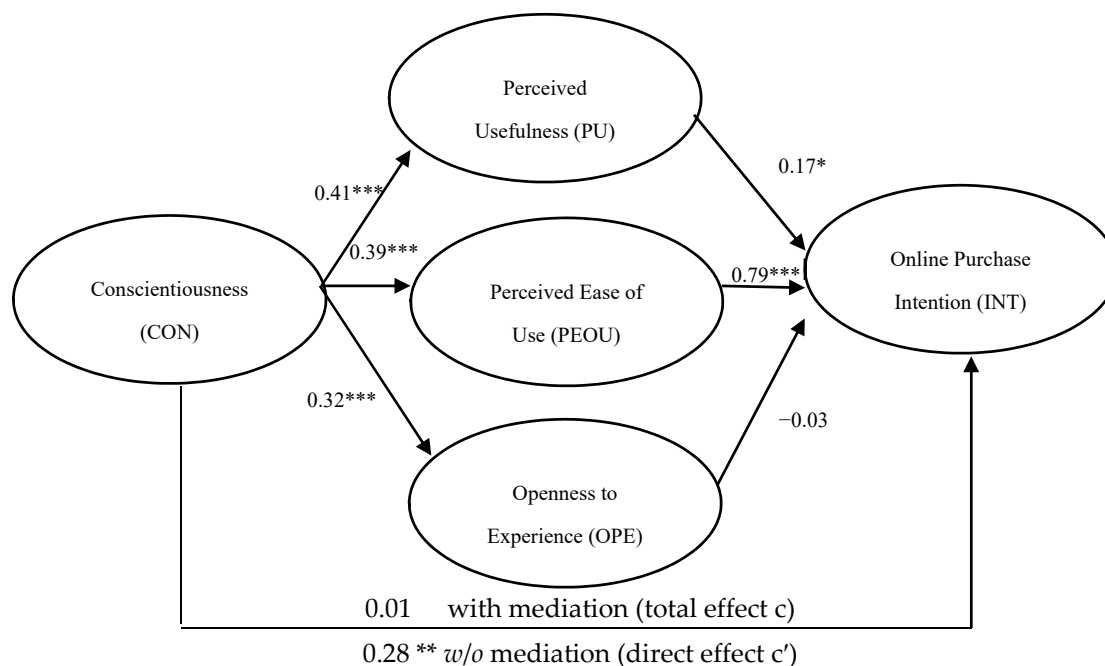 Perceived
Usefulness (PU)
0.17*
0.41***
0.39***
Conscientiousness
(CON)
Perceived Ease of
Use (PEOU)
0.79***
Online Purchase
Intention (INT)
0.32***
−0.03
Openness to
Experience (OPE)
0.01 with mediation (total effect c)
0.28 ** w/o mediation (direct effect c')